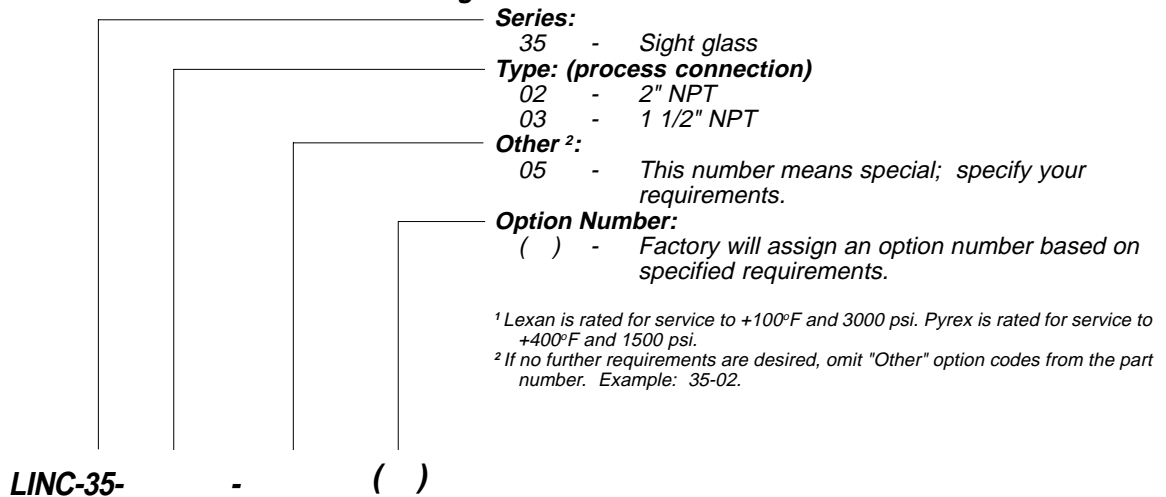 Series:
35 - Sight glass
Type: (process connection)
02 - 2" NPT
03 - 1 1/2" NPT
Other ²:
05 - This number means special; specify your
requirements.
Option Number:
( ) - Factory will assign an option number based on
specified requirements.
¹ Lexan is rated for service to +100°F and 3000 psi. Pyrex is rated for service to
+400°F and 1500 psi.
² If no further requirements are desired, omit "Other" option codes from the part
number. Example: 35-02.
LINC-35- - ( )